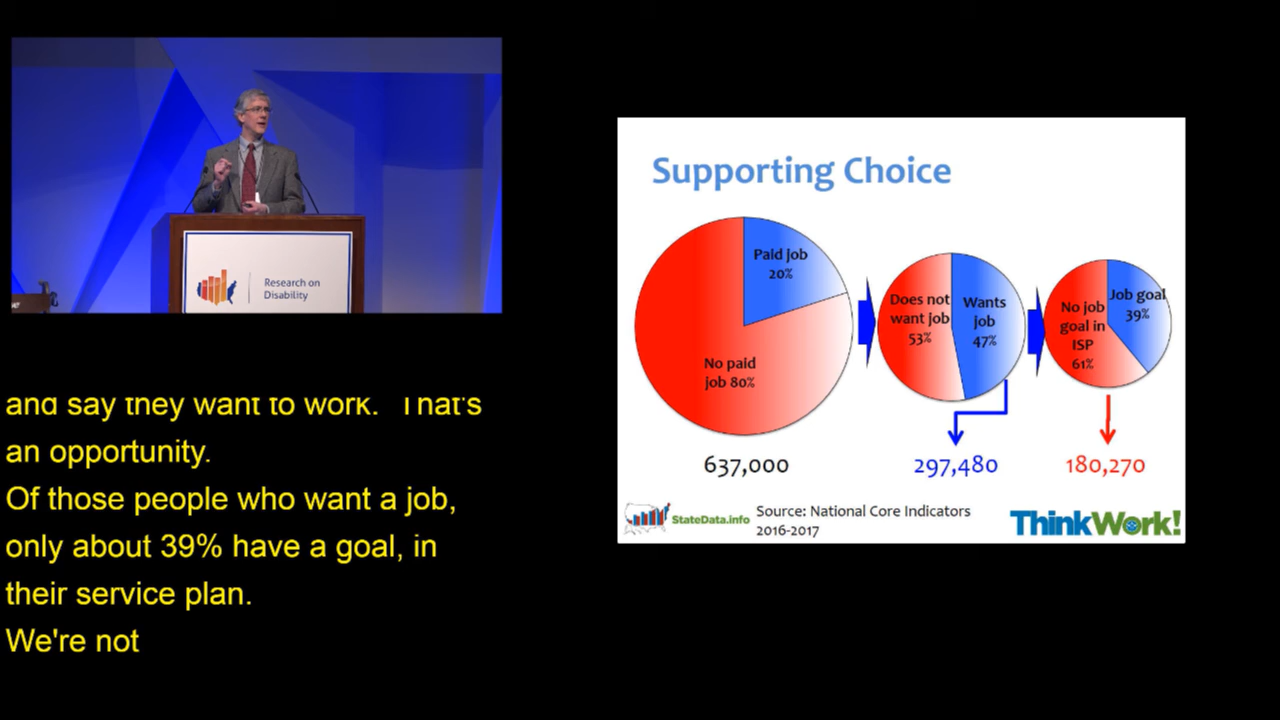 Research on
Disability
and say they want to work. That's
an opportunity.
Of those people who want a job,
only about 39% have a goal, in
their service plan.
We're not
Supporting Choice
Paid job
20%
No paid
job 80%
637,000
Does not
want job
53%
Wants
job
47%
297,480
No job
goal in
ISP
61%
Job goal
39%
180,270
StateData.info
Source: National Core Indicators
2016-2017
ThinkWork!